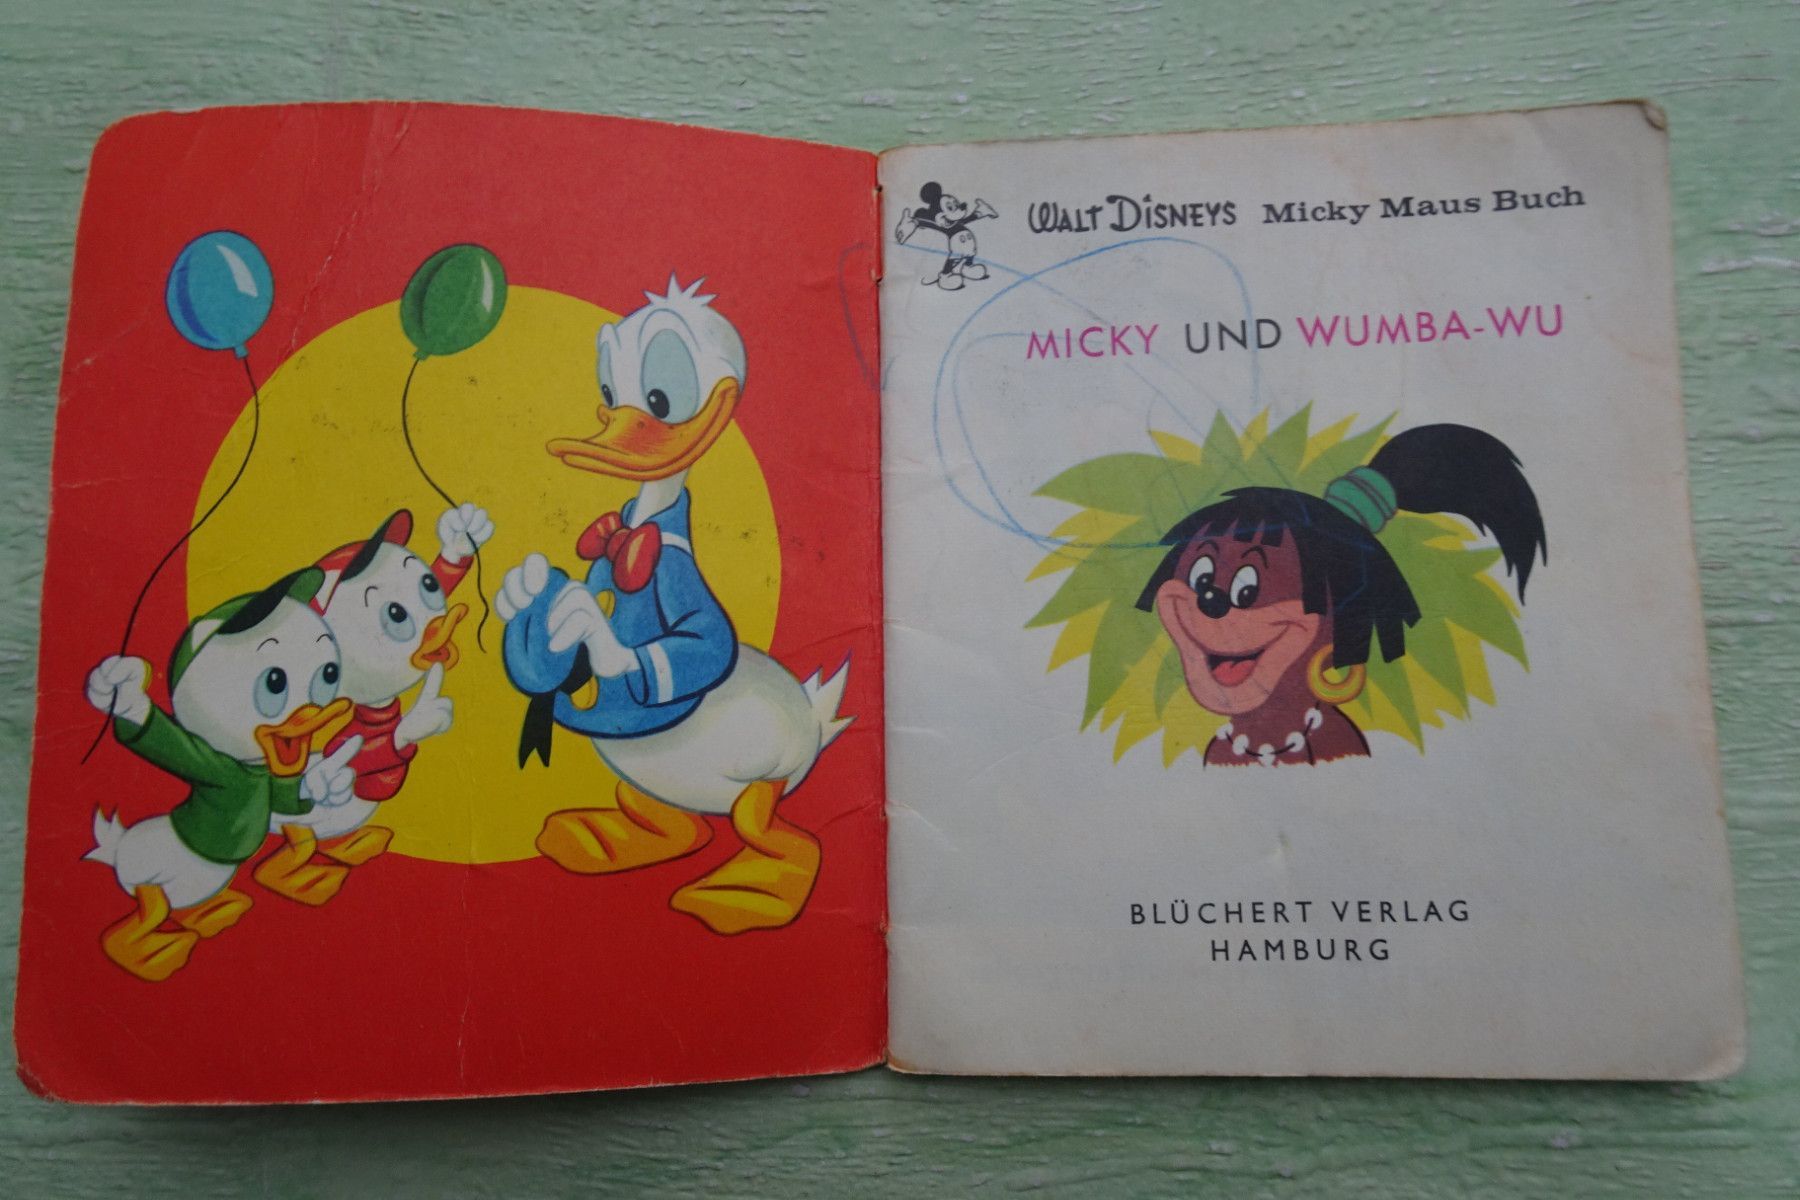 WALT DISNEYS Micky Maus Buch
MICKY UND WUMBA-WU
BLÜCHERT VERLAG
HAMBURG